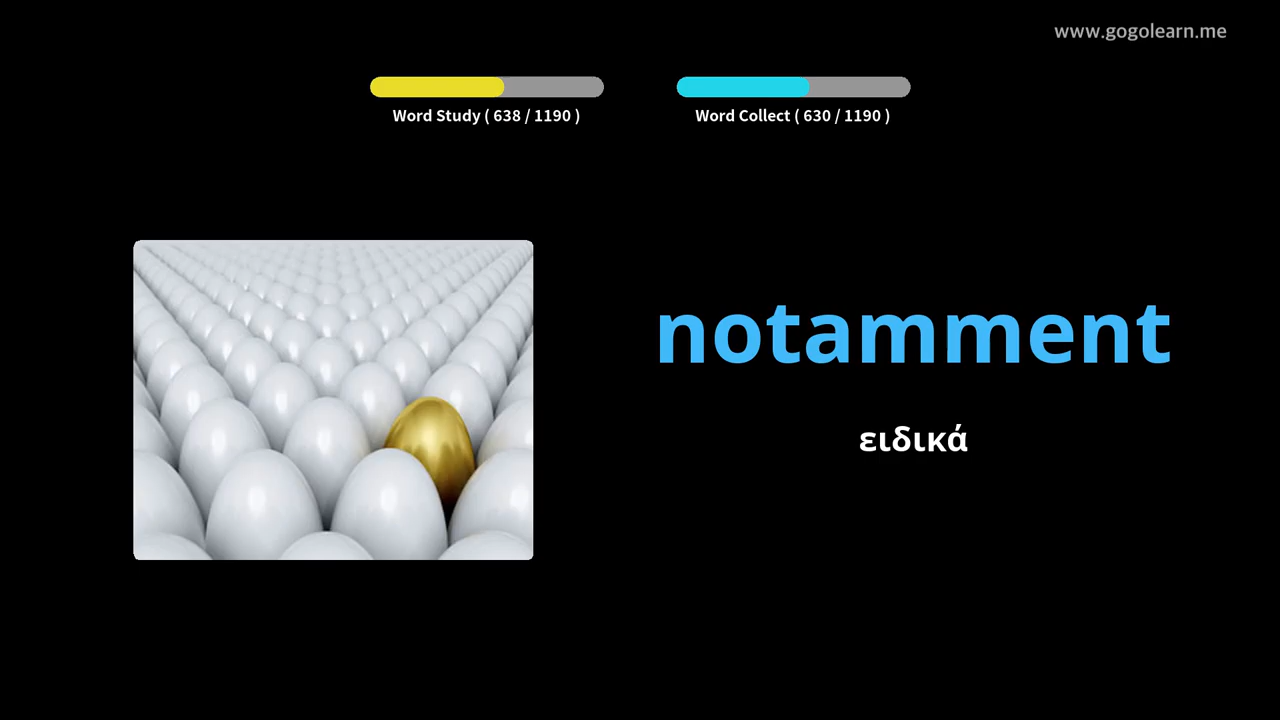 www.gogolearn.me
Word Study ( 638 / 1190 )
Word Collect ( 630 / 1190 )
notamment
ειδικά